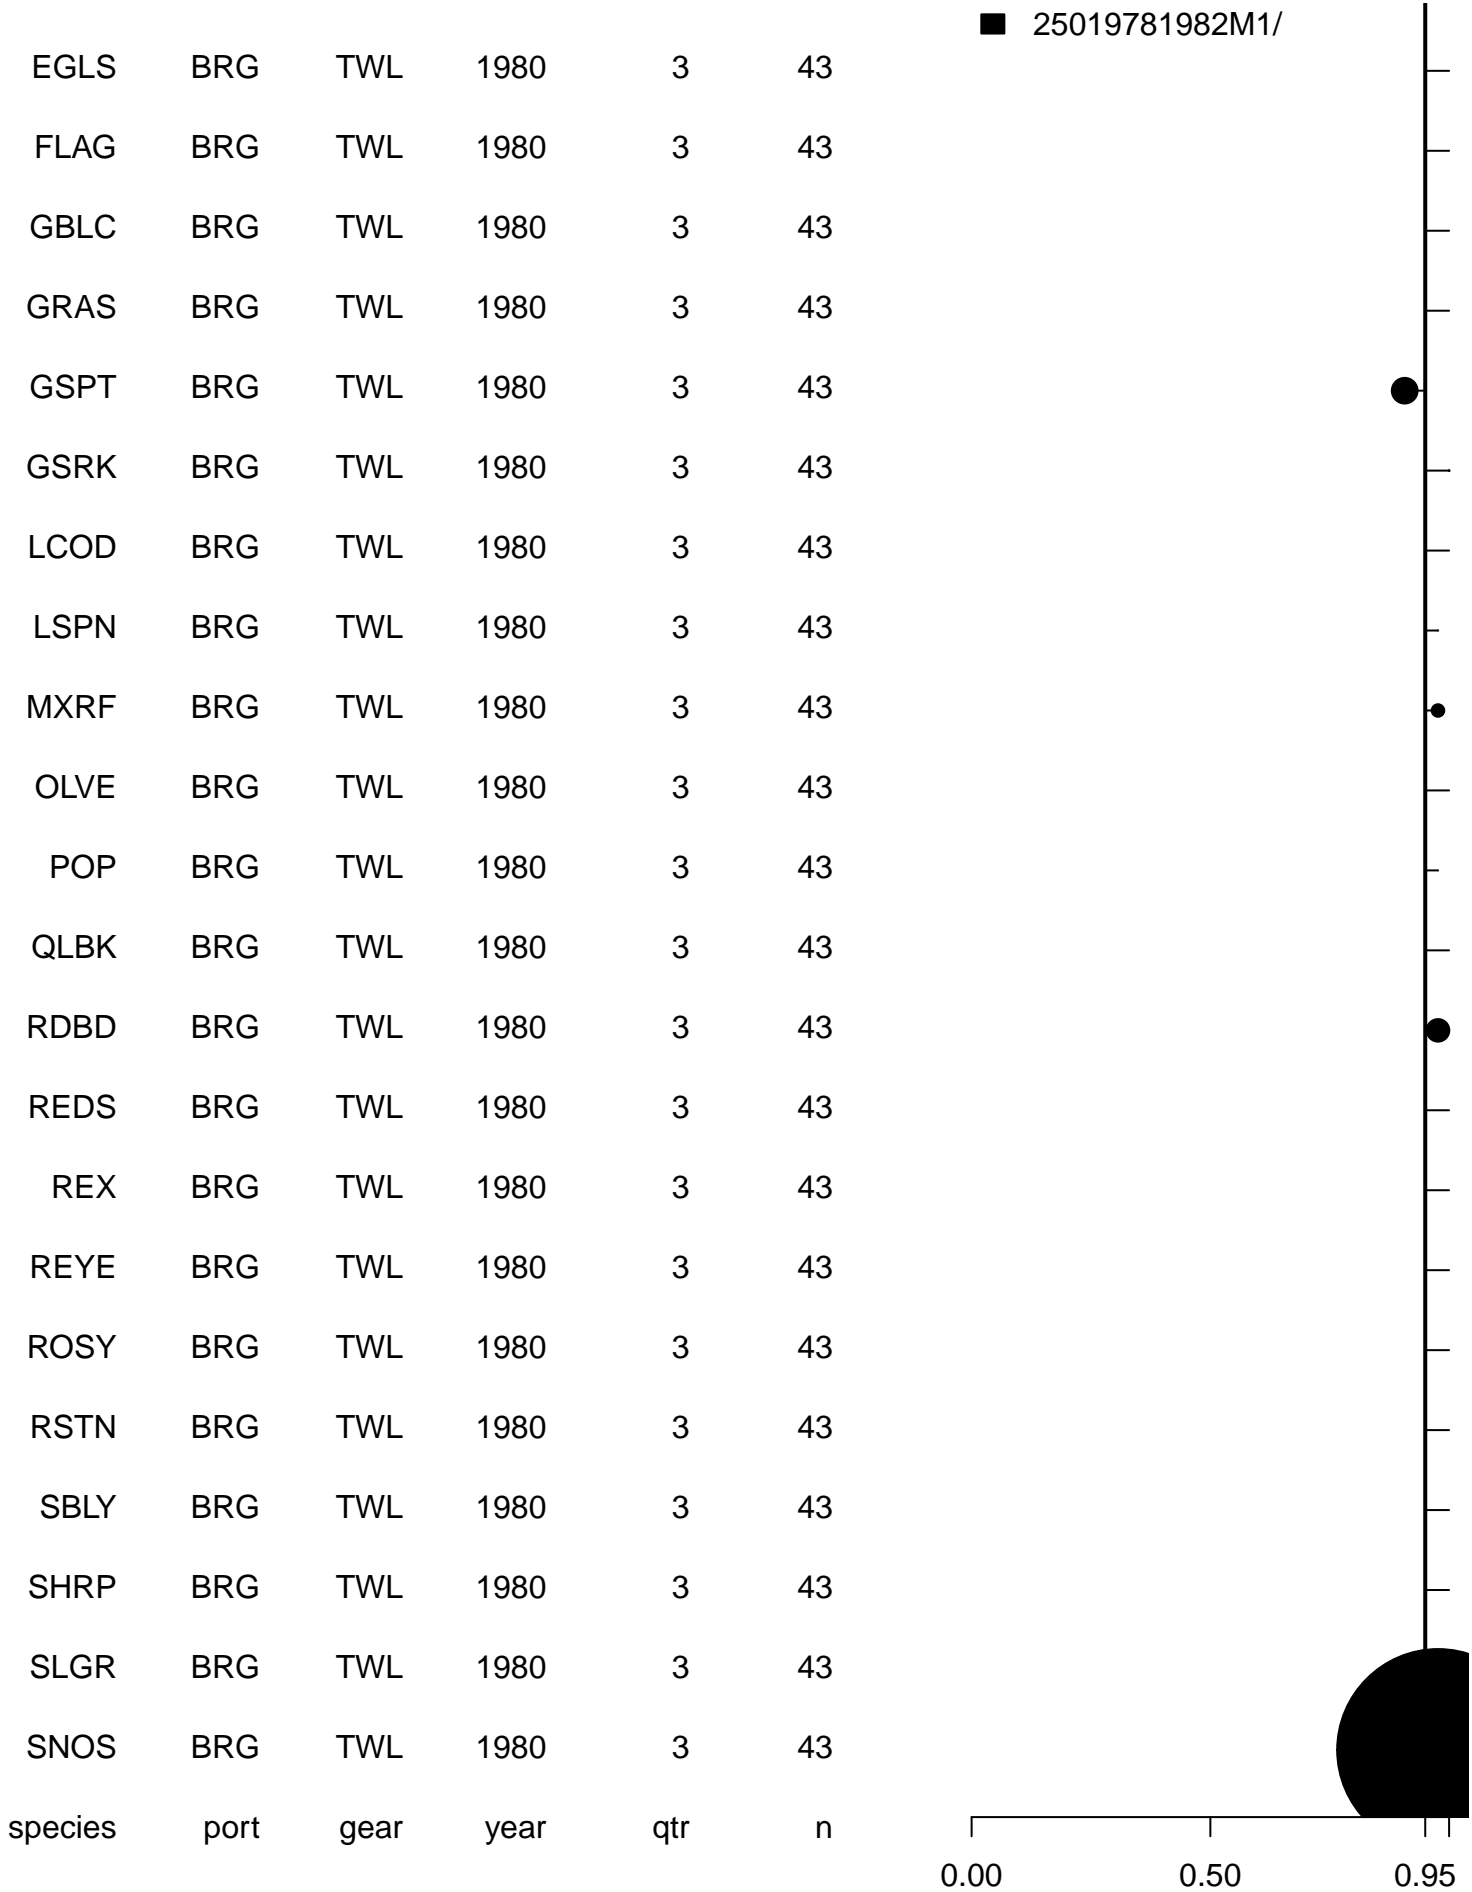 25019781982M1/
EGLS BRG TWL 1980 3 43
FLAG BRG TWL 1980 3 43
GBLC BRG TWL 1980 3 43
GRAS BRG TWL 1980 3 43
GSPT BRG TWL 1980 3 43
GSRK BRG TWL 1980 3 43
LCOD BRG TWL 1980 3 43
LSPN BRG TWL 1980 3 43
MXRF BRG TWL 1980 3 43
OLVE BRG TWL 1980 3 43
POP BRG TWL 1980 3 43
QLBK BRG TWL 1980 3 43
RDBD BRG TWL 1980 3 43
REDS BRG TWL 1980 3 43
REX BRG TWL 1980 3 43
REYE BRG TWL 1980 3 43
ROSY BRG TWL 1980 3 43
RSTN BRG TWL 1980 3 43
SBLY BRG TWL 1980 3 43
SHRP BRG TWL 1980 3 43
SLGR BRG TWL 1980 3 43
SNOS BRG TWL 1980 3 43
species port gear year qtr n
0.00 0.50 0.95